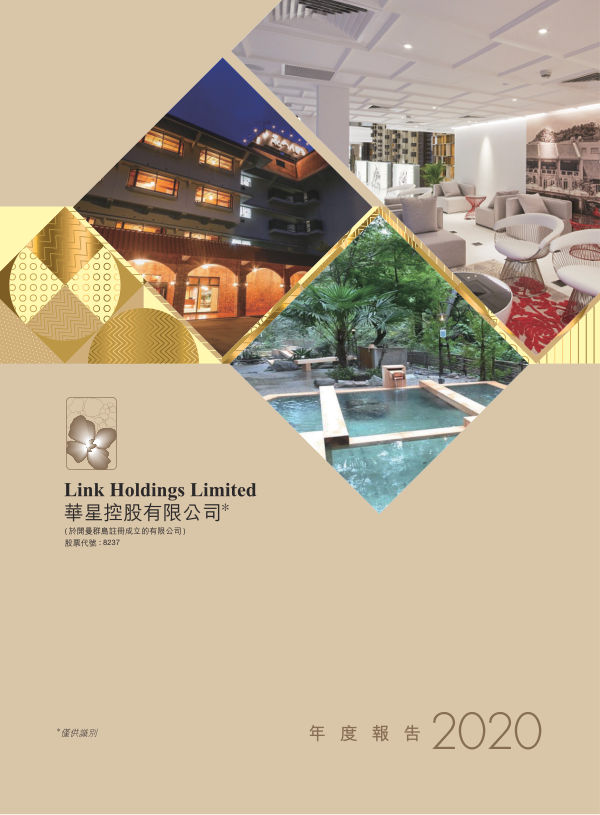 Link Holdings Limited
華星控股有限公司*
(於開曼群島註冊成立的有限公司)
股票代號 : 8237
*僅供識別
年度報告 2020